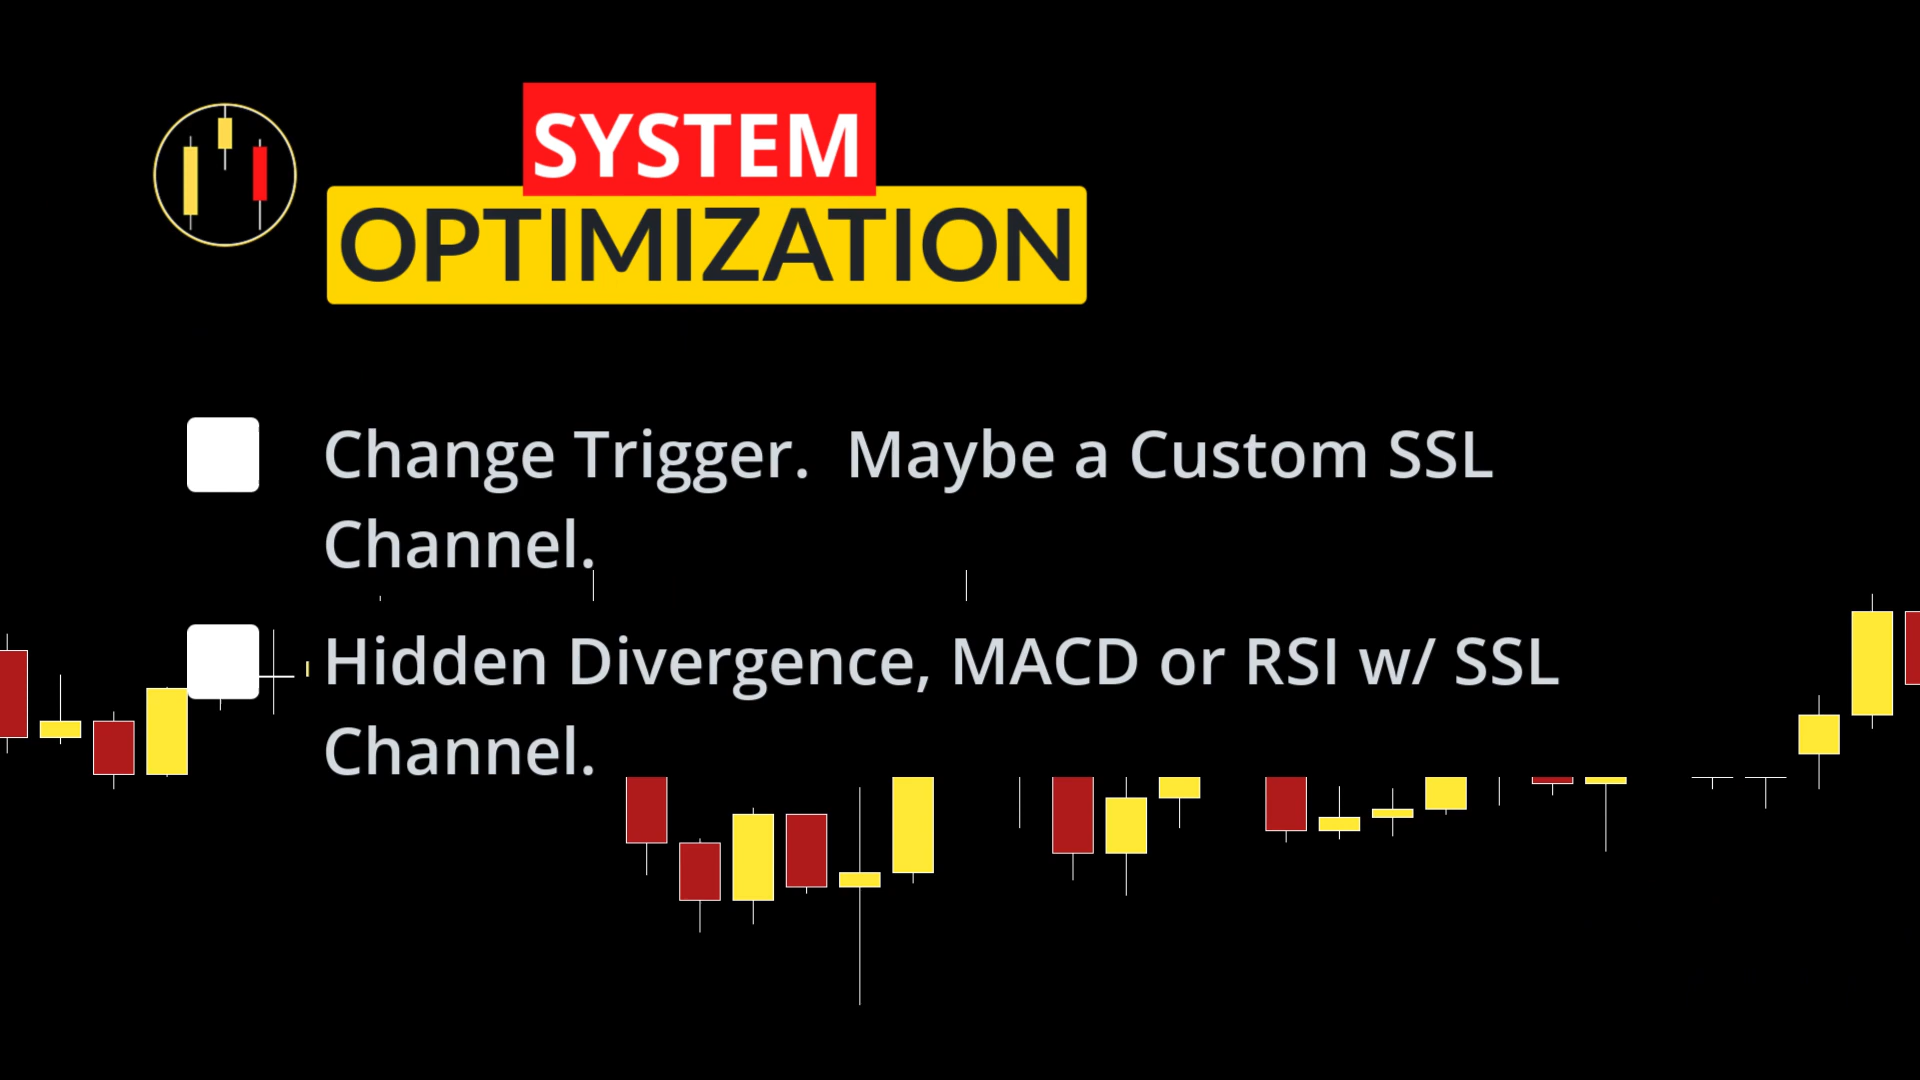 SYSTEM
OPTIMIZATION
Change Trigger.  Maybe a Custom SSL
Channel.
Hidden Divergence, MACD or RSI w/ SSL
Channel.